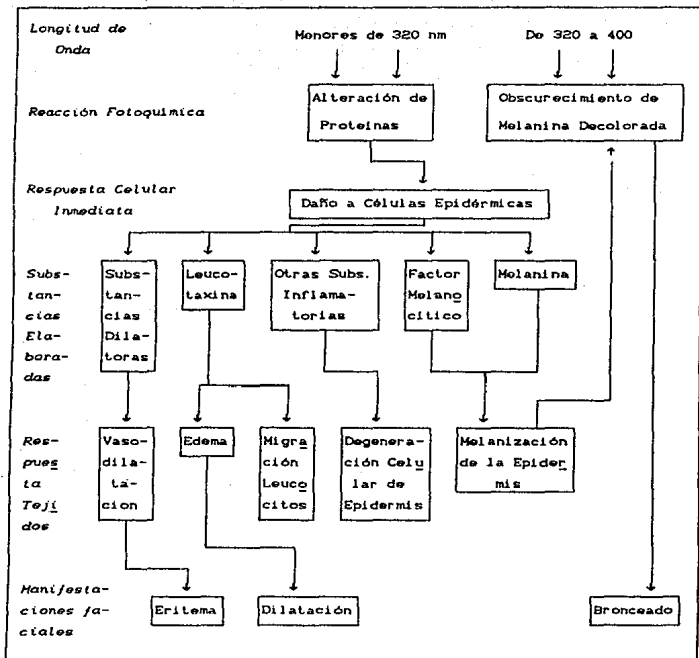 Longitud de
Onda
Menores de 320 nm
De 320 a 400
Reacción Fotoquímica
Alteración de
Proteínas
Obscurecimiento de
Melanina Decolorada
Respuesta Celular
Inmediata
Daño a Células Epidérmicas
Subs-
tan-
cias
Ela-
bora-
das
Subs-
tan-
cias
Dila-
toras
Leuco-
taxina
Otras Subs.
Inflama-
torias
Factor
Melano
cítico
Melanina
Res-
pues
ta
Teji
dos
Vaso-
dila-
ta-
cion
Edema
Migra
ción
Leuco
citos
Degenera-
ción Celu
lar de
Epidermis
Melanización
de la Epider
mis
Manifesta-
ciones fa-
ciales
Eritema
Dilatación
Bronceado